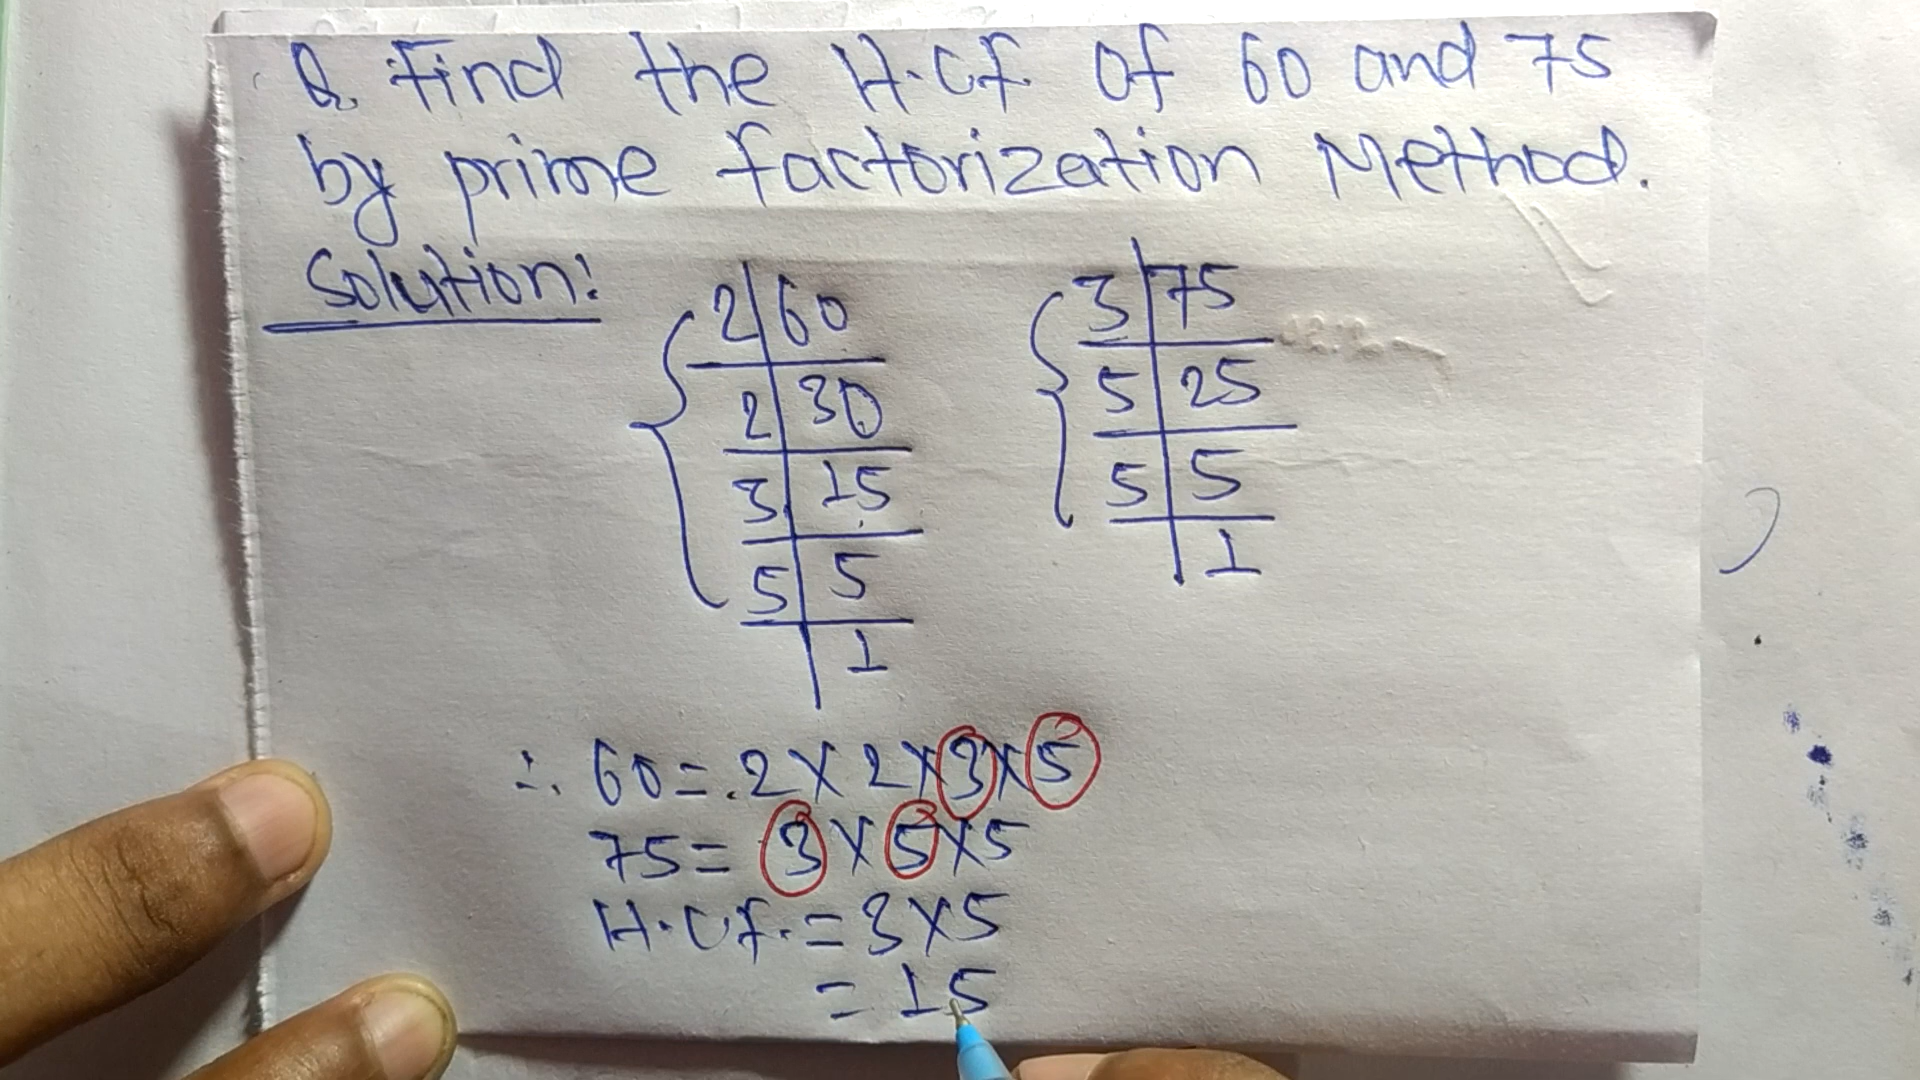 Q. Find the H.C.F. of 60 and 75
by prime factorization Method.
Solution:
2 | 60
2 | 30
3 | 15
5 | 5
1
3 | 75
5 | 25
5 | 5
1
∴ 60 = 2 × 2 × 3 × 5
75 = 3 × 5 × 5
H.C.F. = 3 × 5
= 15